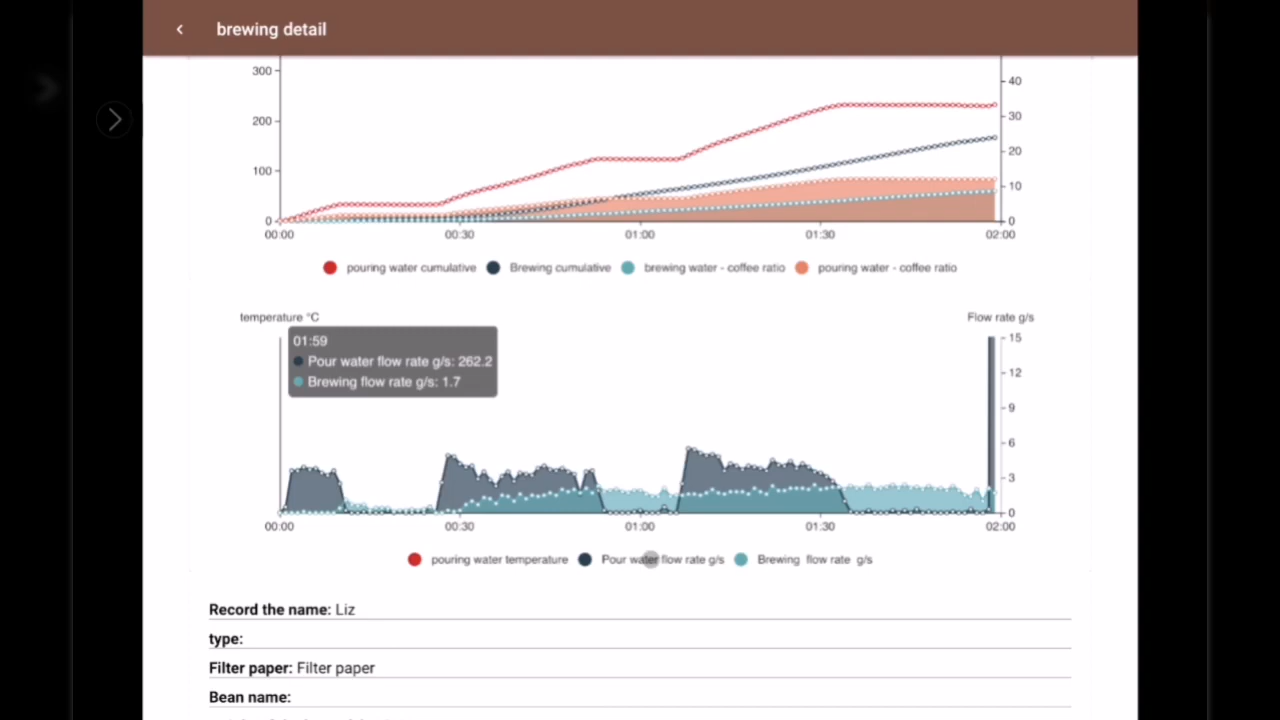 brewing detail
300
200
100
0
40
30
20
10
0
00:00 00:30 01:00 01:30 02:00
pouring water cumulative Brewing cumulative brewing water - coffee ratio pouring water - coffee ratio
temperature °C Flow rate g/s
01:59
Pour water flow rate g/s: 262.2
Brewing flow rate g/s: 1.7
15
12
9
6
3
0
00:00 00:30 01:00 01:30 02:00
pouring water temperature Pour water flow rate g/s Brewing flow rate g/s
Record the name: Liz
type:
Filter paper: Filter paper
Bean name: